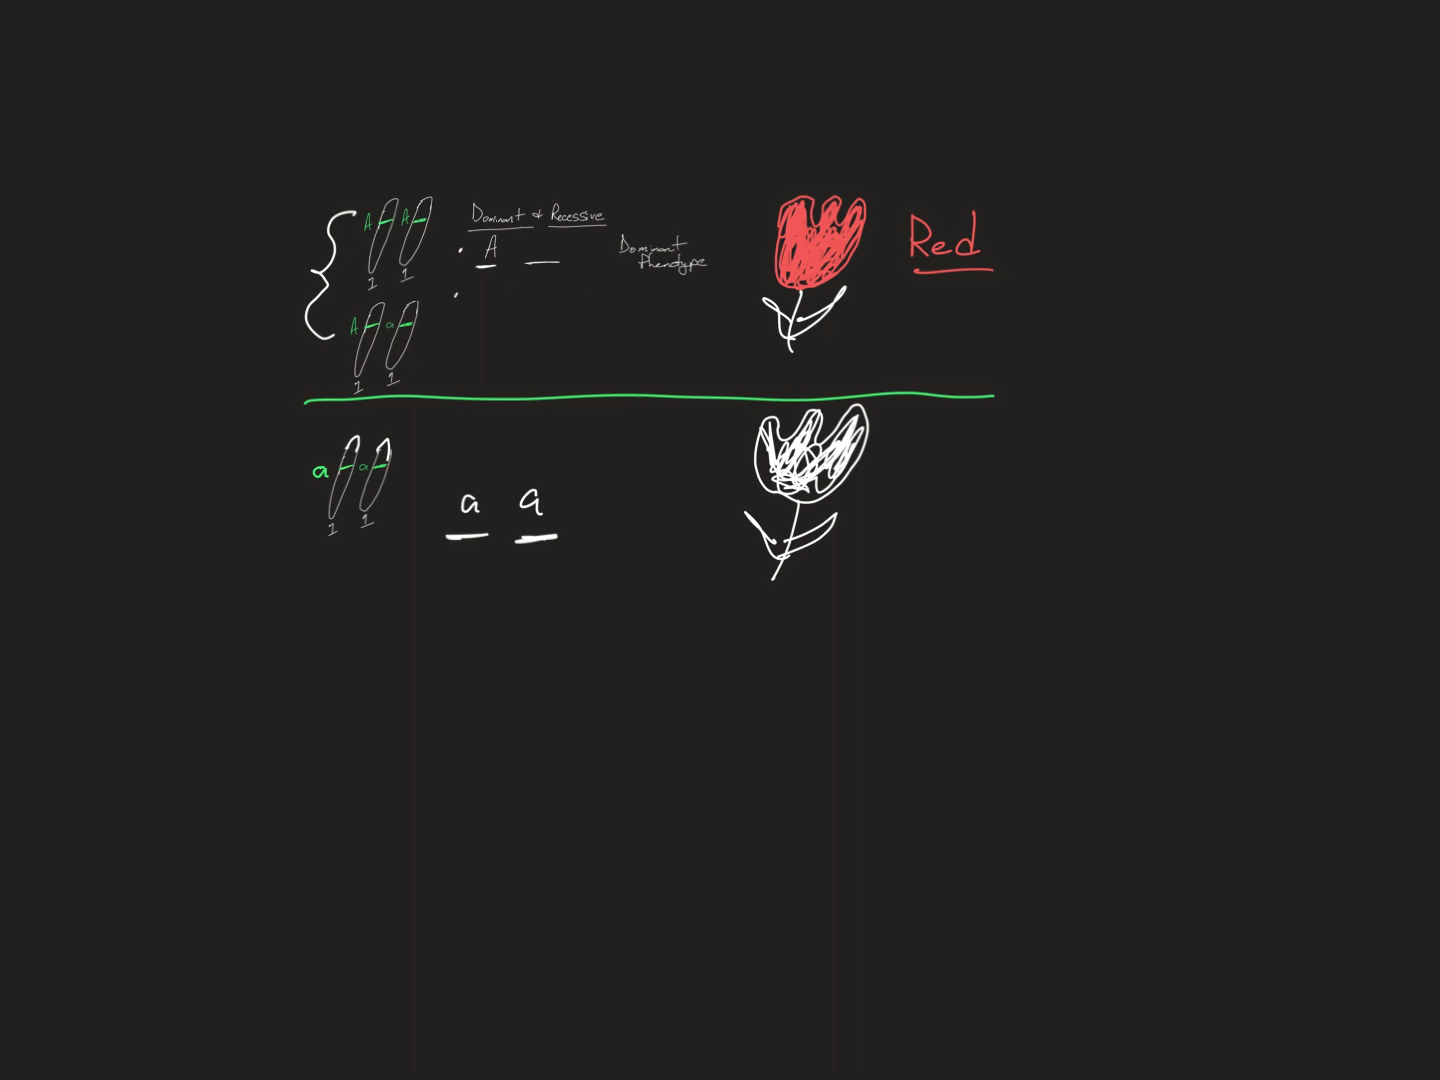 Dominant & Recessive
A A
A
Dominant
Phenotype
Red
1 1
A a
1 1
a a
a a
1 1